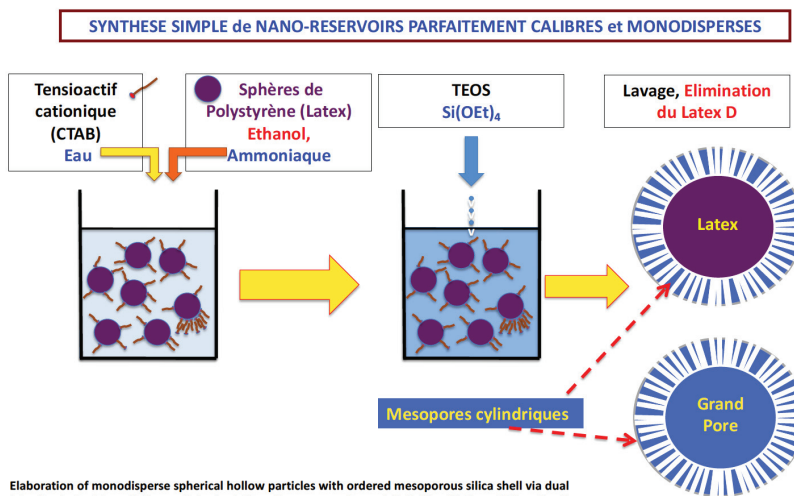 SYNTHESE SIMPLE de NANO-RESERVOIRS PARFAITEMENT CALIBRES et MONODISPERSES
Tensioactif
cationique
(CTAB)
Eau
Sphères de
Polystyrène (Latex)
Ethanol,
Ammoniaque
TEOS
Si(OEt)4
Lavage, Elimination
du Latex D
Latex
Mesopores cylindriques
Grand
Pore
Elaboration of monodisperse spherical hollow particles with ordered mesoporous silica shell via dual